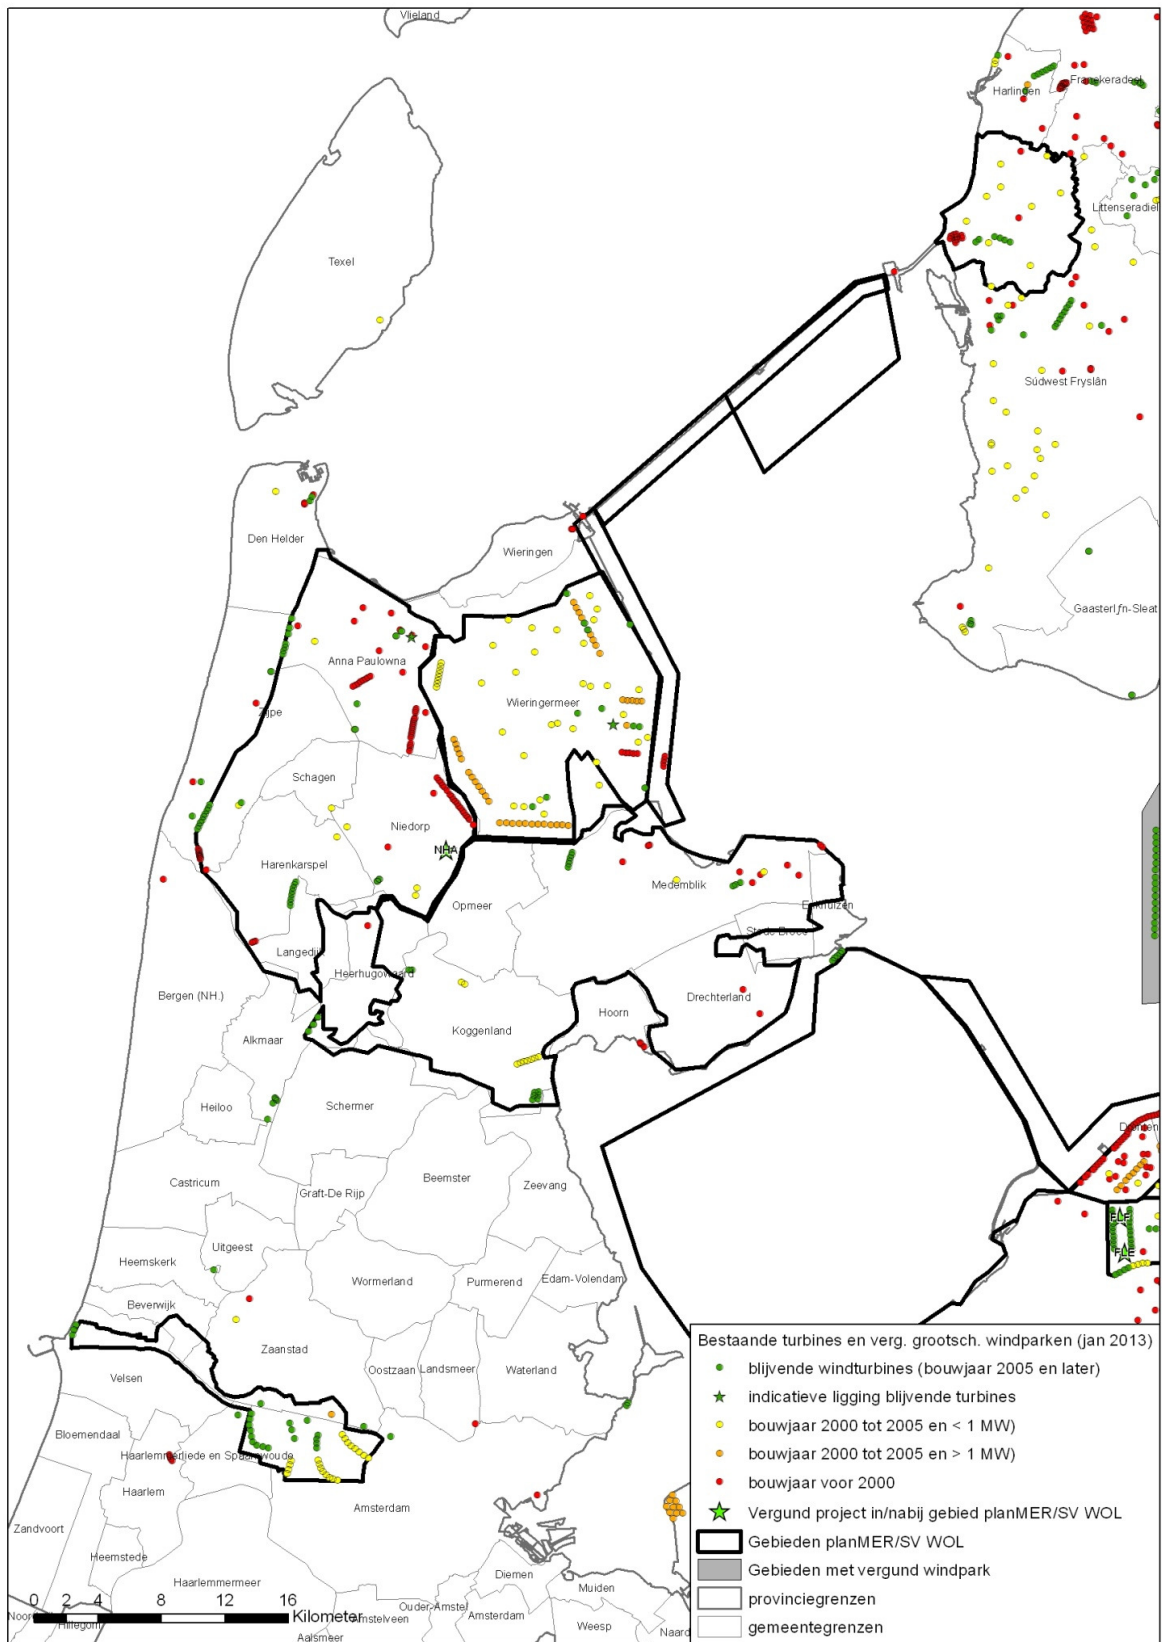 Vlieland
Harlingen
Franekeradeel
Littenseradiel
Texel
Súdwest Fryslân
Den Helder
Wieringen
Gaasterlân-Sleat
Anna Paulowna
Wieringermeer
Zijpe
Schagen
Niedorp
NHA
Harenkarspel
Medemblik
Opmeer
Enkhuizen
Stede Broec
Langedijk
Heerhugowaard
Bergen (NH.)
Drechterland
Hoorn
Alkmaar
Koggenland
Heiloo
Schermer
Dronten
Castricum
Graft-De Rijp
Beemster
Zeevang
FLF
Uitgeest
FLE
Heemskerk
Wormerland
Purmerend
Edam-Volendam
Beverwijk
Zaanstad
Oostzaan
Landsmeer
Waterland
Velsen
Bloemendaal
Haarlemmerliede en Spaarnwoude
Haarlem
Amsterdam
Zandvoort
Heemstede
Haarlemmermeer
Diemen
Muiden
Ouder-Amstel
Amstelveen
Amsterdam
Weesp
Naard
Hillegom
Aalsmeer
0 2 4 8 12 16
Kilometer
Bestaande turbines en verg. grootsch. windparken (jan 2013)
blijvende windturbines (bouwjaar 2005 en later)
indicatieve ligging blijvende turbines
bouwjaar 2000 tot 2005 en < 1 MW)
bouwjaar 2000 tot 2005 en > 1 MW)
bouwjaar voor 2000
Vergund project in/nabij gebied planMER/SV WOL
Gebieden planMER/SV WOL
Gebieden met vergund windpark
provinciegrenzen
gemeentegrenzen